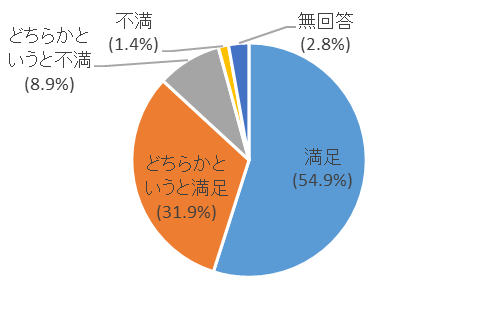 不満
(1.4%)
無回答
(2.8%)
どちらかと
いうと不満
(8.9%)
満足
(54.9%)
どちらかと
いうと満足
(31.9%)